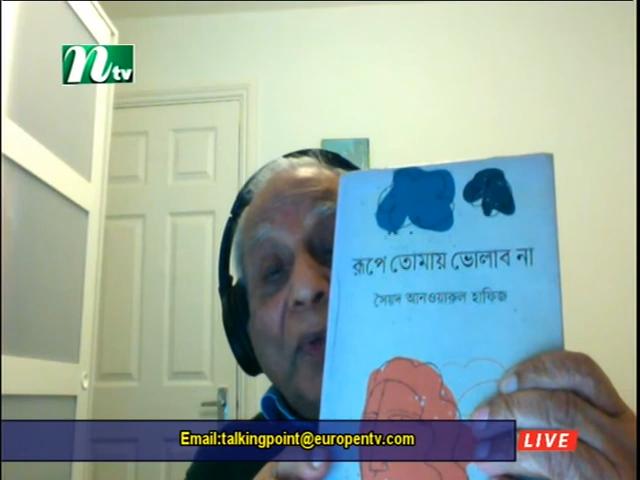 ntv
রূপে তোমায় ভোলাব না
সৈয়দ আনওয়ারুল হাফিজ
Email:talkingpoint@europentv.com
LIVE